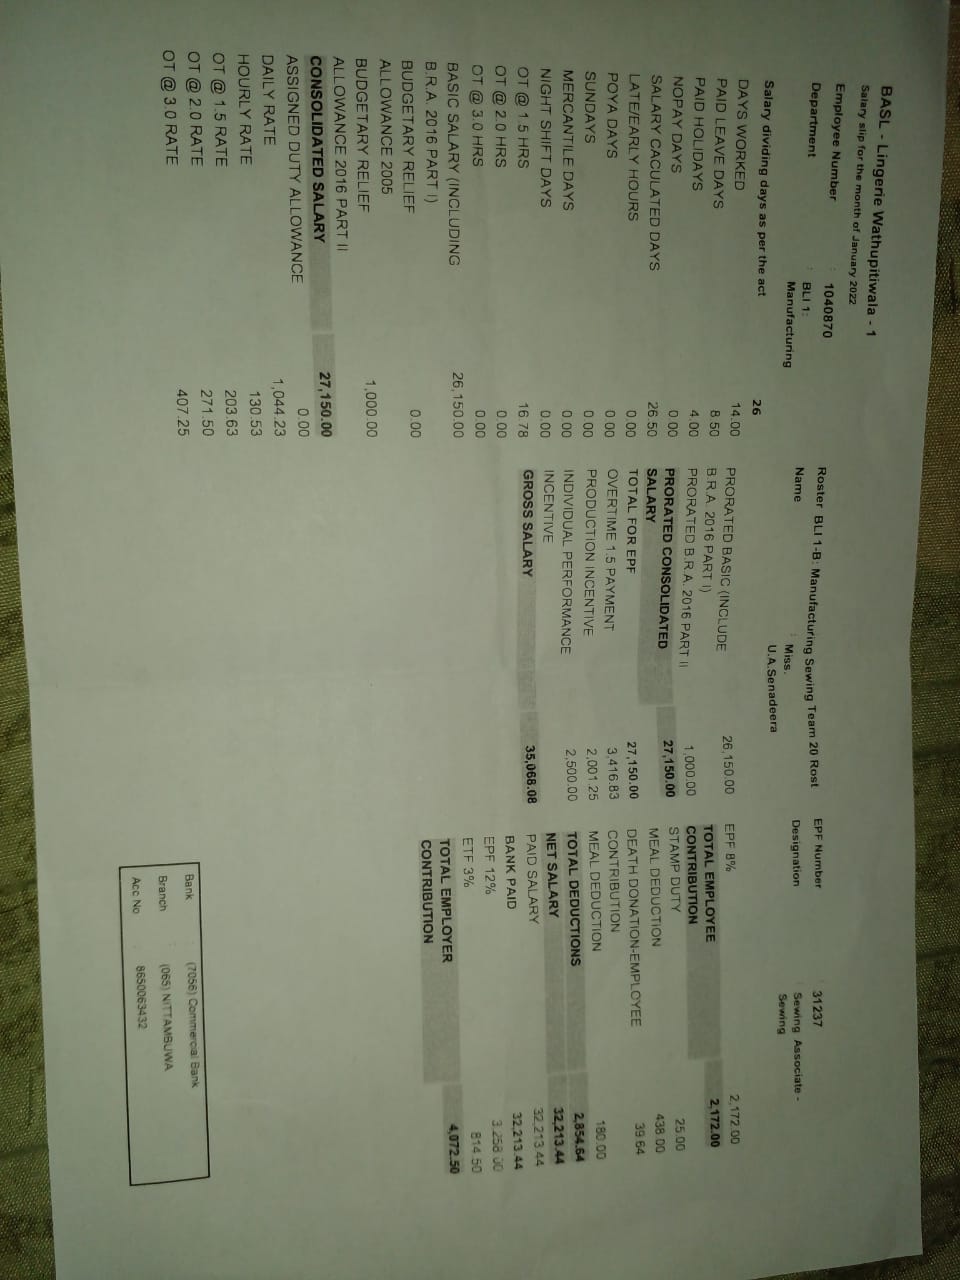 BASL - Lingerie Wathupitiwala - 1
Salary slip for the month of January 2022
Employee Number : 1040870
Department : BLI 1:
Manufacturing
Roster BLI 1-B: Manufacturing Sewing Team 20 Rost
Name : Miss.
U.A.Senadeera
EPF Number : 31237
Designation : Sewing Associate -
Sewing
Salary dividing days as per the act 26
DAYS WORKED 14.00
PAID LEAVE DAYS 8.50
PAID HOLIDAYS 4.00
NOPAY DAYS 0.00
SALARY CACULATED DAYS 26.50
LATE/EARLY HOURS 0.00
POYA DAYS 0.00
SUNDAYS 0.00
MERCANTILE DAYS 0.00
NIGHT SHIFT DAYS 0.00
OT @ 1.5 HRS 16.78
OT @ 2.0 HRS 0.00
OT @ 3.0 HRS 0.00
BASIC SALARY (INCLUDING 26,150.00
B.R.A. 2016 PART I)
BUDGETARY RELIEF 0.00
ALLOWANCE 2005
BUDGETARY RELIEF 1,000.00
ALLOWANCE 2016 PART II
CONSOLIDATED SALARY 27,150.00
ASSIGNED DUTY ALLOWANCE 0.00
DAILY RATE 1,044.23
HOURLY RATE 130.53
OT @ 1.5 RATE 203.63
OT @ 2.0 RATE 271.50
OT @ 3.0 RATE 407.25
PRORATED BASIC (INCLUDE 26,150.00
B.R.A. 2016 PART I)
PRORATED B.R.A. 2016 PART II 1,000.00
PRORATED CONSOLIDATED 27,150.00
SALARY
TOTAL FOR EPF 27,150.00
OVERTIME 1.5 PAYMENT 3,416.83
PRODUCTION INCENTIVE 2,001.25
INDIVIDUAL PERFORMANCE 2,500.00
INCENTIVE
GROSS SALARY 35,068.08
EPF 8% 2,172.00
TOTAL EMPLOYEE 2,172.00
CONTRIBUTION
STAMP DUTY 25.00
MEAL DEDUCTION 438.00
DEATH DONATION-EMPLOYEE 39.64
CONTRIBUTION
MEAL DEDUCTION 180.00
TOTAL DEDUCTIONS 2,854.64
NET SALARY 32,213.44
PAID SALARY 32,213.44
BANK PAID 32,213.44
EPF 12% 3,258.00
ETF 3% 814.50
TOTAL EMPLOYER 4,072.50
CONTRIBUTION
Bank : (7056) Commercial Bank
Branch : (065) NITTAMBUWA
Acc No : 8650063432